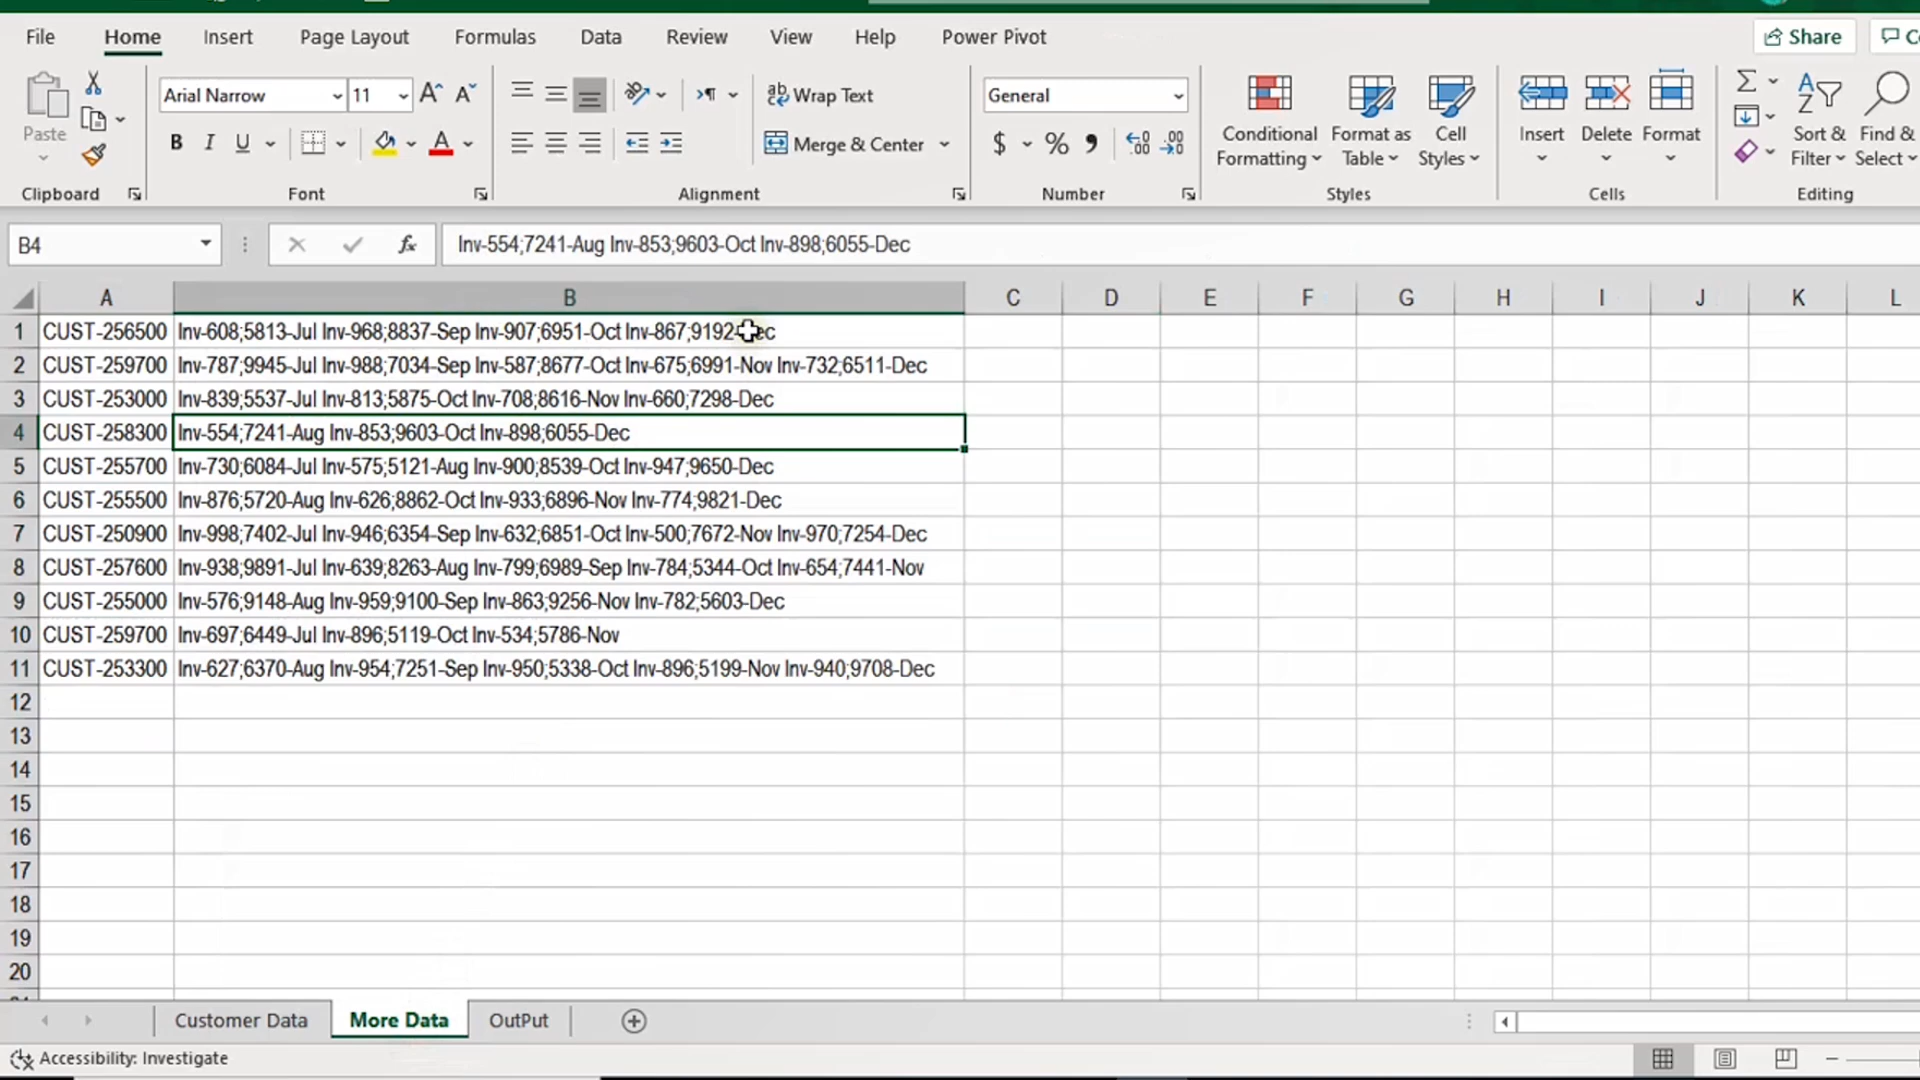 File Home Insert Page Layout Formulas Data Review View Help Power Pivot Share
Arial Narrow 11 Wrap Text General
Paste B I U Merge & Center $ % Conditional Formatting Format as Table Cell Styles Insert Delete Format Sort & Filter Find & Select
Clipboard Font Alignment Number Styles Cells Editing
B4 fx Inv-554;7241-Aug Inv-853;9603-Oct Inv-898;6055-Dec
A B C D E F G H I J K L
1 CUST-256500 Inv-608;5813-Jul Inv-968;8837-Sep Inv-907;6951-Oct Inv-867;9192-Dec
2 CUST-259700 Inv-787;9945-Jul Inv-988;7034-Sep Inv-587;8677-Oct Inv-675;6991-Nov Inv-732;6511-Dec
3 CUST-253000 Inv-839;5537-Jul Inv-813;5875-Oct Inv-708;8616-Nov Inv-660;7298-Dec
4 CUST-258300 Inv-554;7241-Aug Inv-853;9603-Oct Inv-898;6055-Dec
5 CUST-255700 Inv-730;6084-Jul Inv-575;5121-Aug Inv-900;8539-Oct Inv-947;9650-Dec
6 CUST-255500 Inv-876;5720-Aug Inv-626;8862-Oct Inv-933;6896-Nov Inv-774;9821-Dec
7 CUST-250900 Inv-998;7402-Jul Inv-946;6354-Sep Inv-632;6851-Oct Inv-500;7672-Nov Inv-970;7254-Dec
8 CUST-257600 Inv-938;9891-Jul Inv-639;8263-Aug Inv-799;6989-Sep Inv-784;5344-Oct Inv-654;7441-Nov
9 CUST-255000 Inv-576;9148-Aug Inv-959;9100-Sep Inv-863;9256-Nov Inv-782;5603-Dec
10 CUST-259700 Inv-697;6449-Jul Inv-896;5119-Oct Inv-534;5786-Nov
11 CUST-253300 Inv-627;6370-Aug Inv-954;7251-Sep Inv-950;5338-Oct Inv-896;5199-Nov Inv-940;9708-Dec
12
13
14
15
16
17
18
19
20
Customer Data More Data OutPut
Accessibility: Investigate